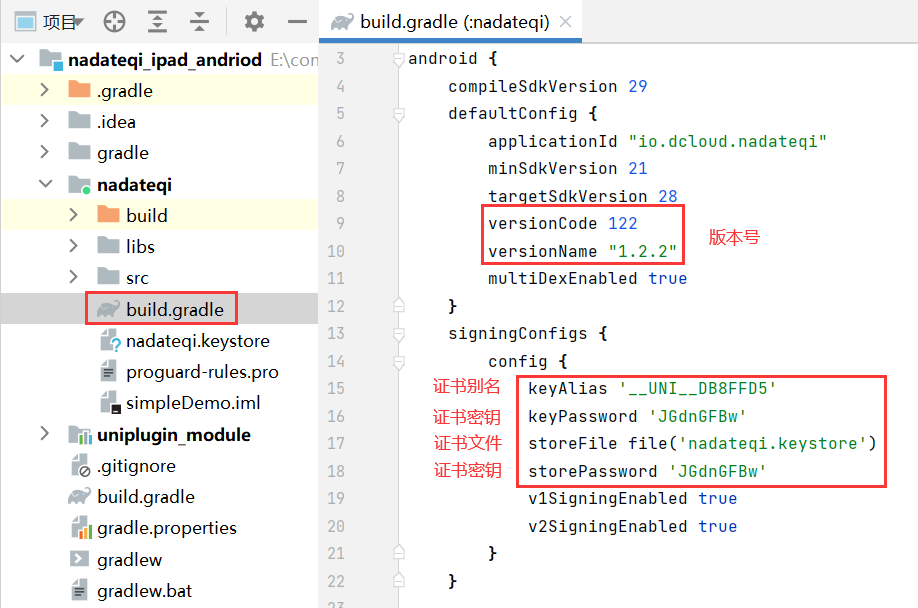 项目
nadateqi_ipad_andriod E:\con
.gradle
.idea
gradle
nadateqi
build
libs
src
build.gradle
nadateqi.keystore
proguard-rules.pro
simpleDemo.iml
uniplugin_module
.gitignore
build.gradle
gradle.properties
gradlew
gradlew.bat
build.gradle (:nadateqi)
3 android {
4 compileSdkVersion 29
5 defaultConfig {
6 applicationId "io.dcloud.nadateqi"
7 minSdkVersion 21
8 targetSdkVersion 28
9 versionCode 122
版本号
10 versionName "1.2.2"
11 multiDexEnabled true
12 }
13 signingConfigs {
14 config {
15 证书别名 keyAlias '__UNI__DB8FFD5'
16 证书密钥 keyPassword 'JGdnGFBw'
17 证书文件 storeFile file('nadateqi.keystore')
18 证书密钥 storePassword 'JGdnGFBw'
19 v1SigningEnabled true
20 v2SigningEnabled true
21 }
22 }
23